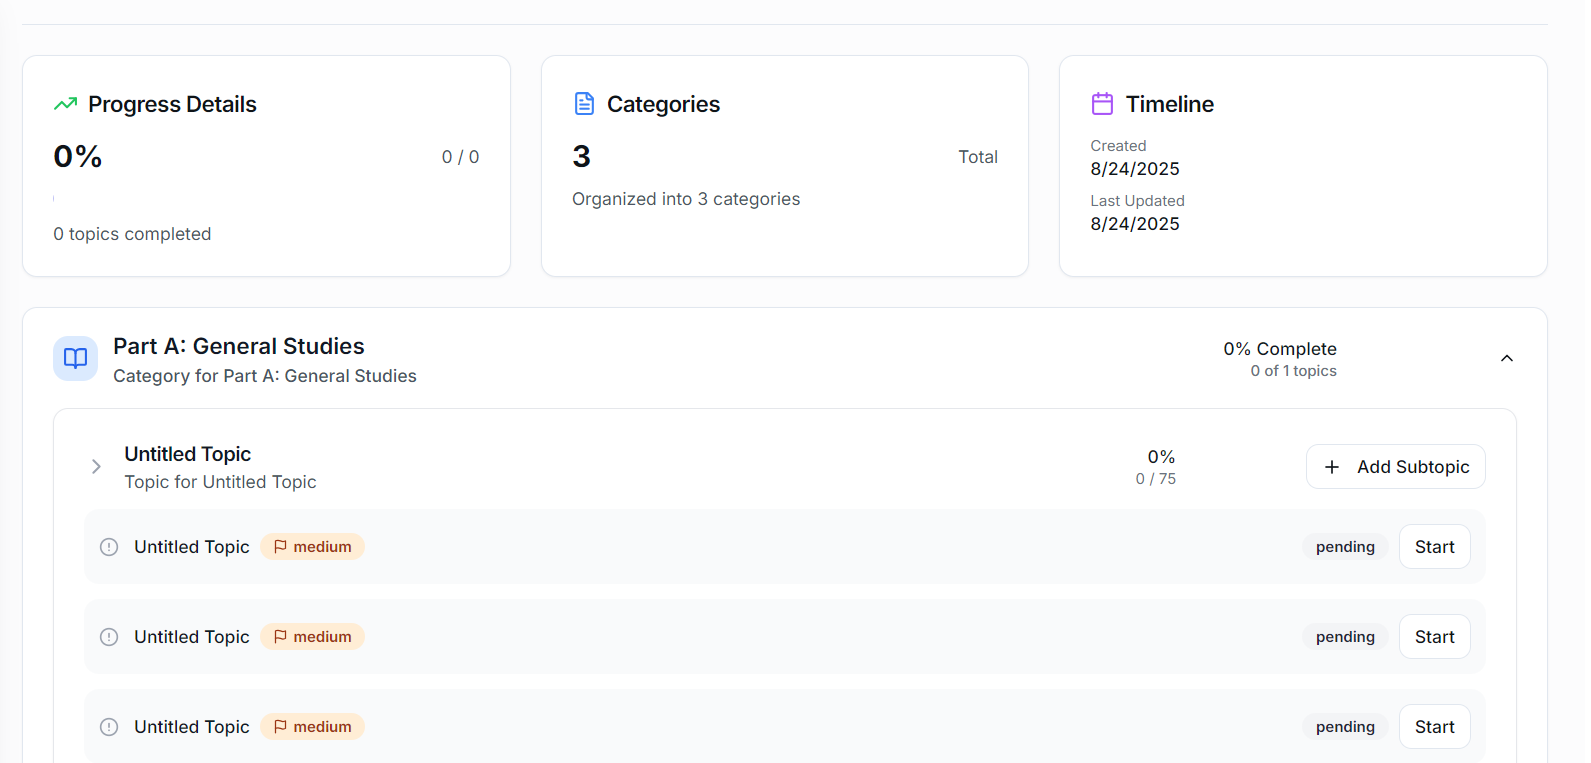 Progress Details
0%
0 / 0
0 topics completed
Categories
3
Total
Organized into 3 categories
Timeline
Created
8/24/2025
Last Updated
8/24/2025
Part A: General Studies
Category for Part A: General Studies
0% Complete
0 of 1 topics
Untitled Topic
Topic for Untitled Topic
0%
0 / 75
+ Add Subtopic
Untitled Topic medium pending Start
Untitled Topic medium pending Start
Untitled Topic medium pending Start